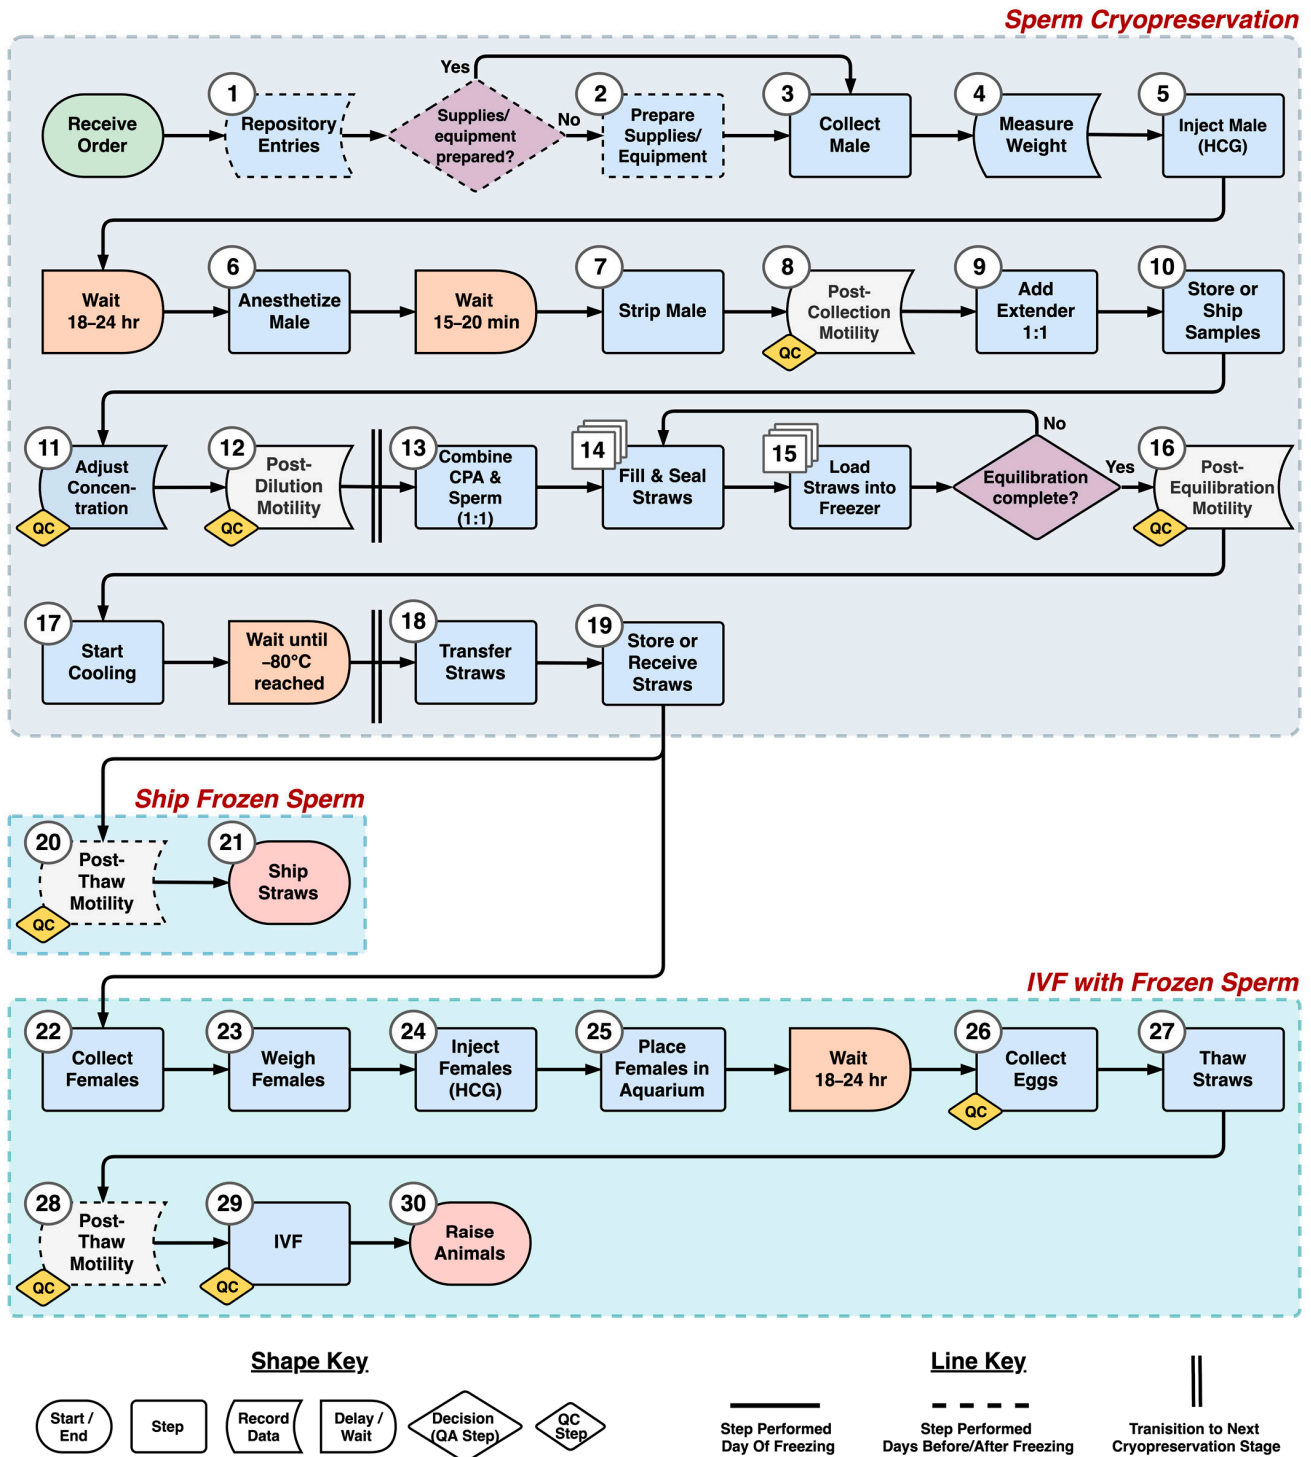 Sperm Cryopreservation
Receive
Order
1
Repository
Entries
Yes
Supplies/
equipment
prepared?
No
2
Prepare
Supplies/
Equipment
3
Collect
Male
4
Measure
Weight
5
Inject Male
(HCG)
Wait
18–24 hr
6
Anesthetize
Male
Wait
15–20 min
7
Strip Male
8
Post-
Collection
Motility
QC
9
Add
Extender
1:1
10
Store or
Ship
Samples
11
Adjust
Concen-
tration
QC
12
Post-
Dilution
Motility
QC
13
Combine
CPA &
Sperm
(1:1)
14
Fill & Seal
Straws
15
Load
Straws into
Freezer
No
Equilibration
complete?
Yes
16
Post-
Equilibration
Motility
QC
17
Start
Cooling
Wait until
–80°C
reached
18
Transfer
Straws
19
Store or
Receive
Straws
Ship Frozen Sperm
20
Post-
Thaw
Motility
QC
21
Ship
Straws
IVF with Frozen Sperm
22
Collect
Females
23
Weigh
Females
24
Inject
Females
(HCG)
25
Place
Females in
Aquarium
Wait
18–24 hr
26
Collect
Eggs
QC
27
Thaw
Straws
28
Post-
Thaw
Motility
QC
29
IVF
QC
30
Raise
Animals
Shape Key
Start /
End
Step
Record
Data
Delay /
Wait
Decision
(QA Step)
QC
Step
Line Key
Step Performed
Day Of Freezing
Step Performed
Days Before/After Freezing
Tranisition to Next
Cryopreservation Stage